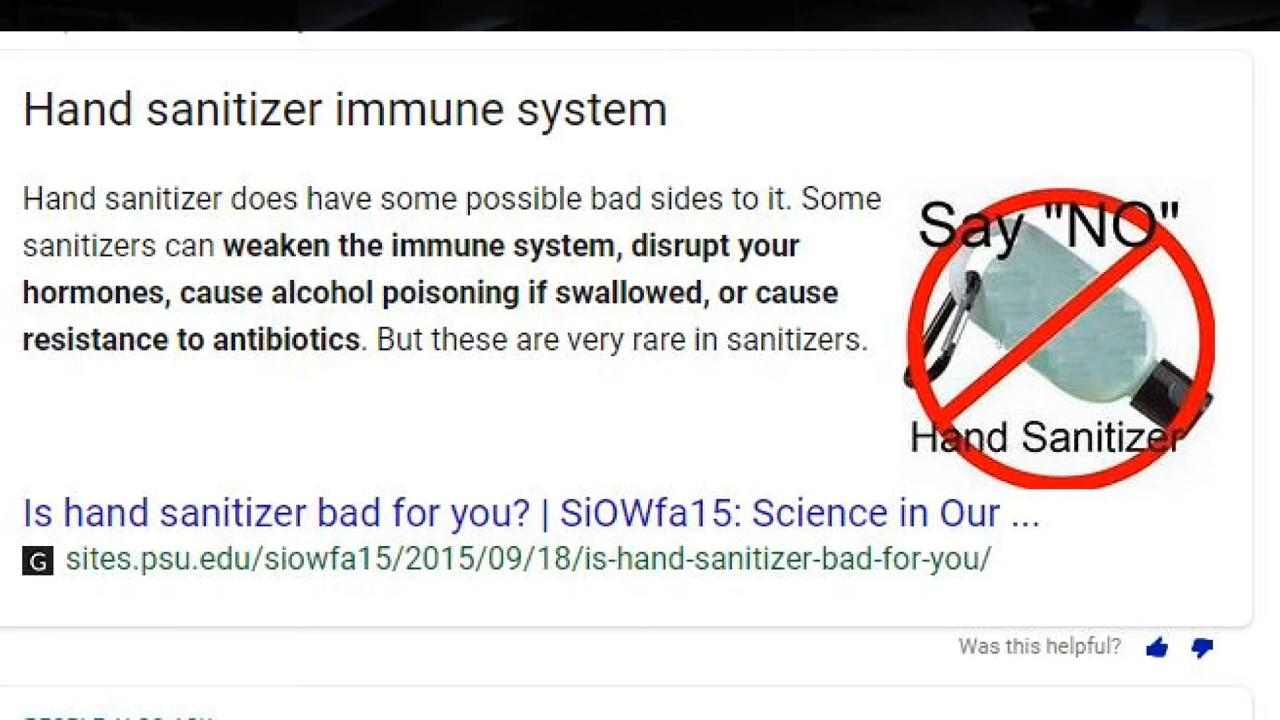 Hand sanitizer immune system
Hand sanitizer does have some possible bad sides to it. Some
sanitizers can weaken the immune system, disrupt your
hormones, cause alcohol poisoning if swallowed, or cause
resistance to antibiotics. But these are very rare in sanitizers.
Say "NO"
Hand Sanitizer
Is hand sanitizer bad for you? | SiOWfa15: Science in Our ...
G sites.psu.edu/siowfa15/2015/09/18/is-hand-sanitizer-bad-for-you/
Was this helpful?